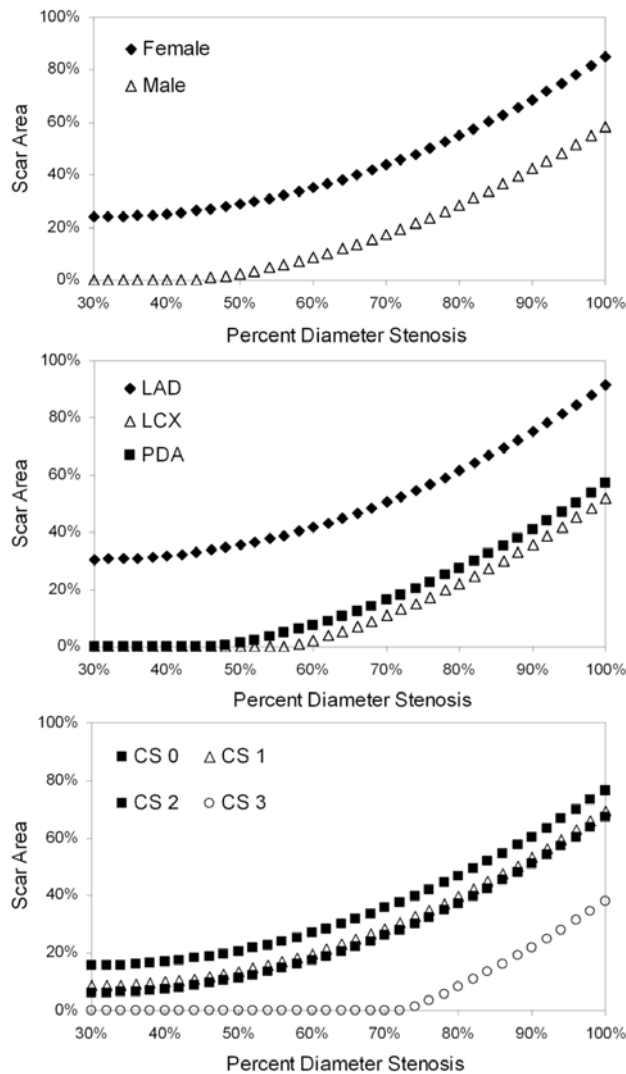 100%
Female
80%
Male
60%
Scar Area
40%
20%
0%
30% 40% 50% 60% 70% 80% 90% 100%
Percent Diameter Stenosis
100%
LAD
80%
LCX
PDA
60%
Scar Area
40%
20%
0%
30% 40% 50% 60% 70% 80% 90% 100%
Percent Diameter Stenosis
100%
CS 0 CS 1
80%
CS 2 CS 3
60%
Scar Area
40%
20%
0%
30% 40% 50% 60% 70% 80% 90% 100%
Percent Diameter Stenosis